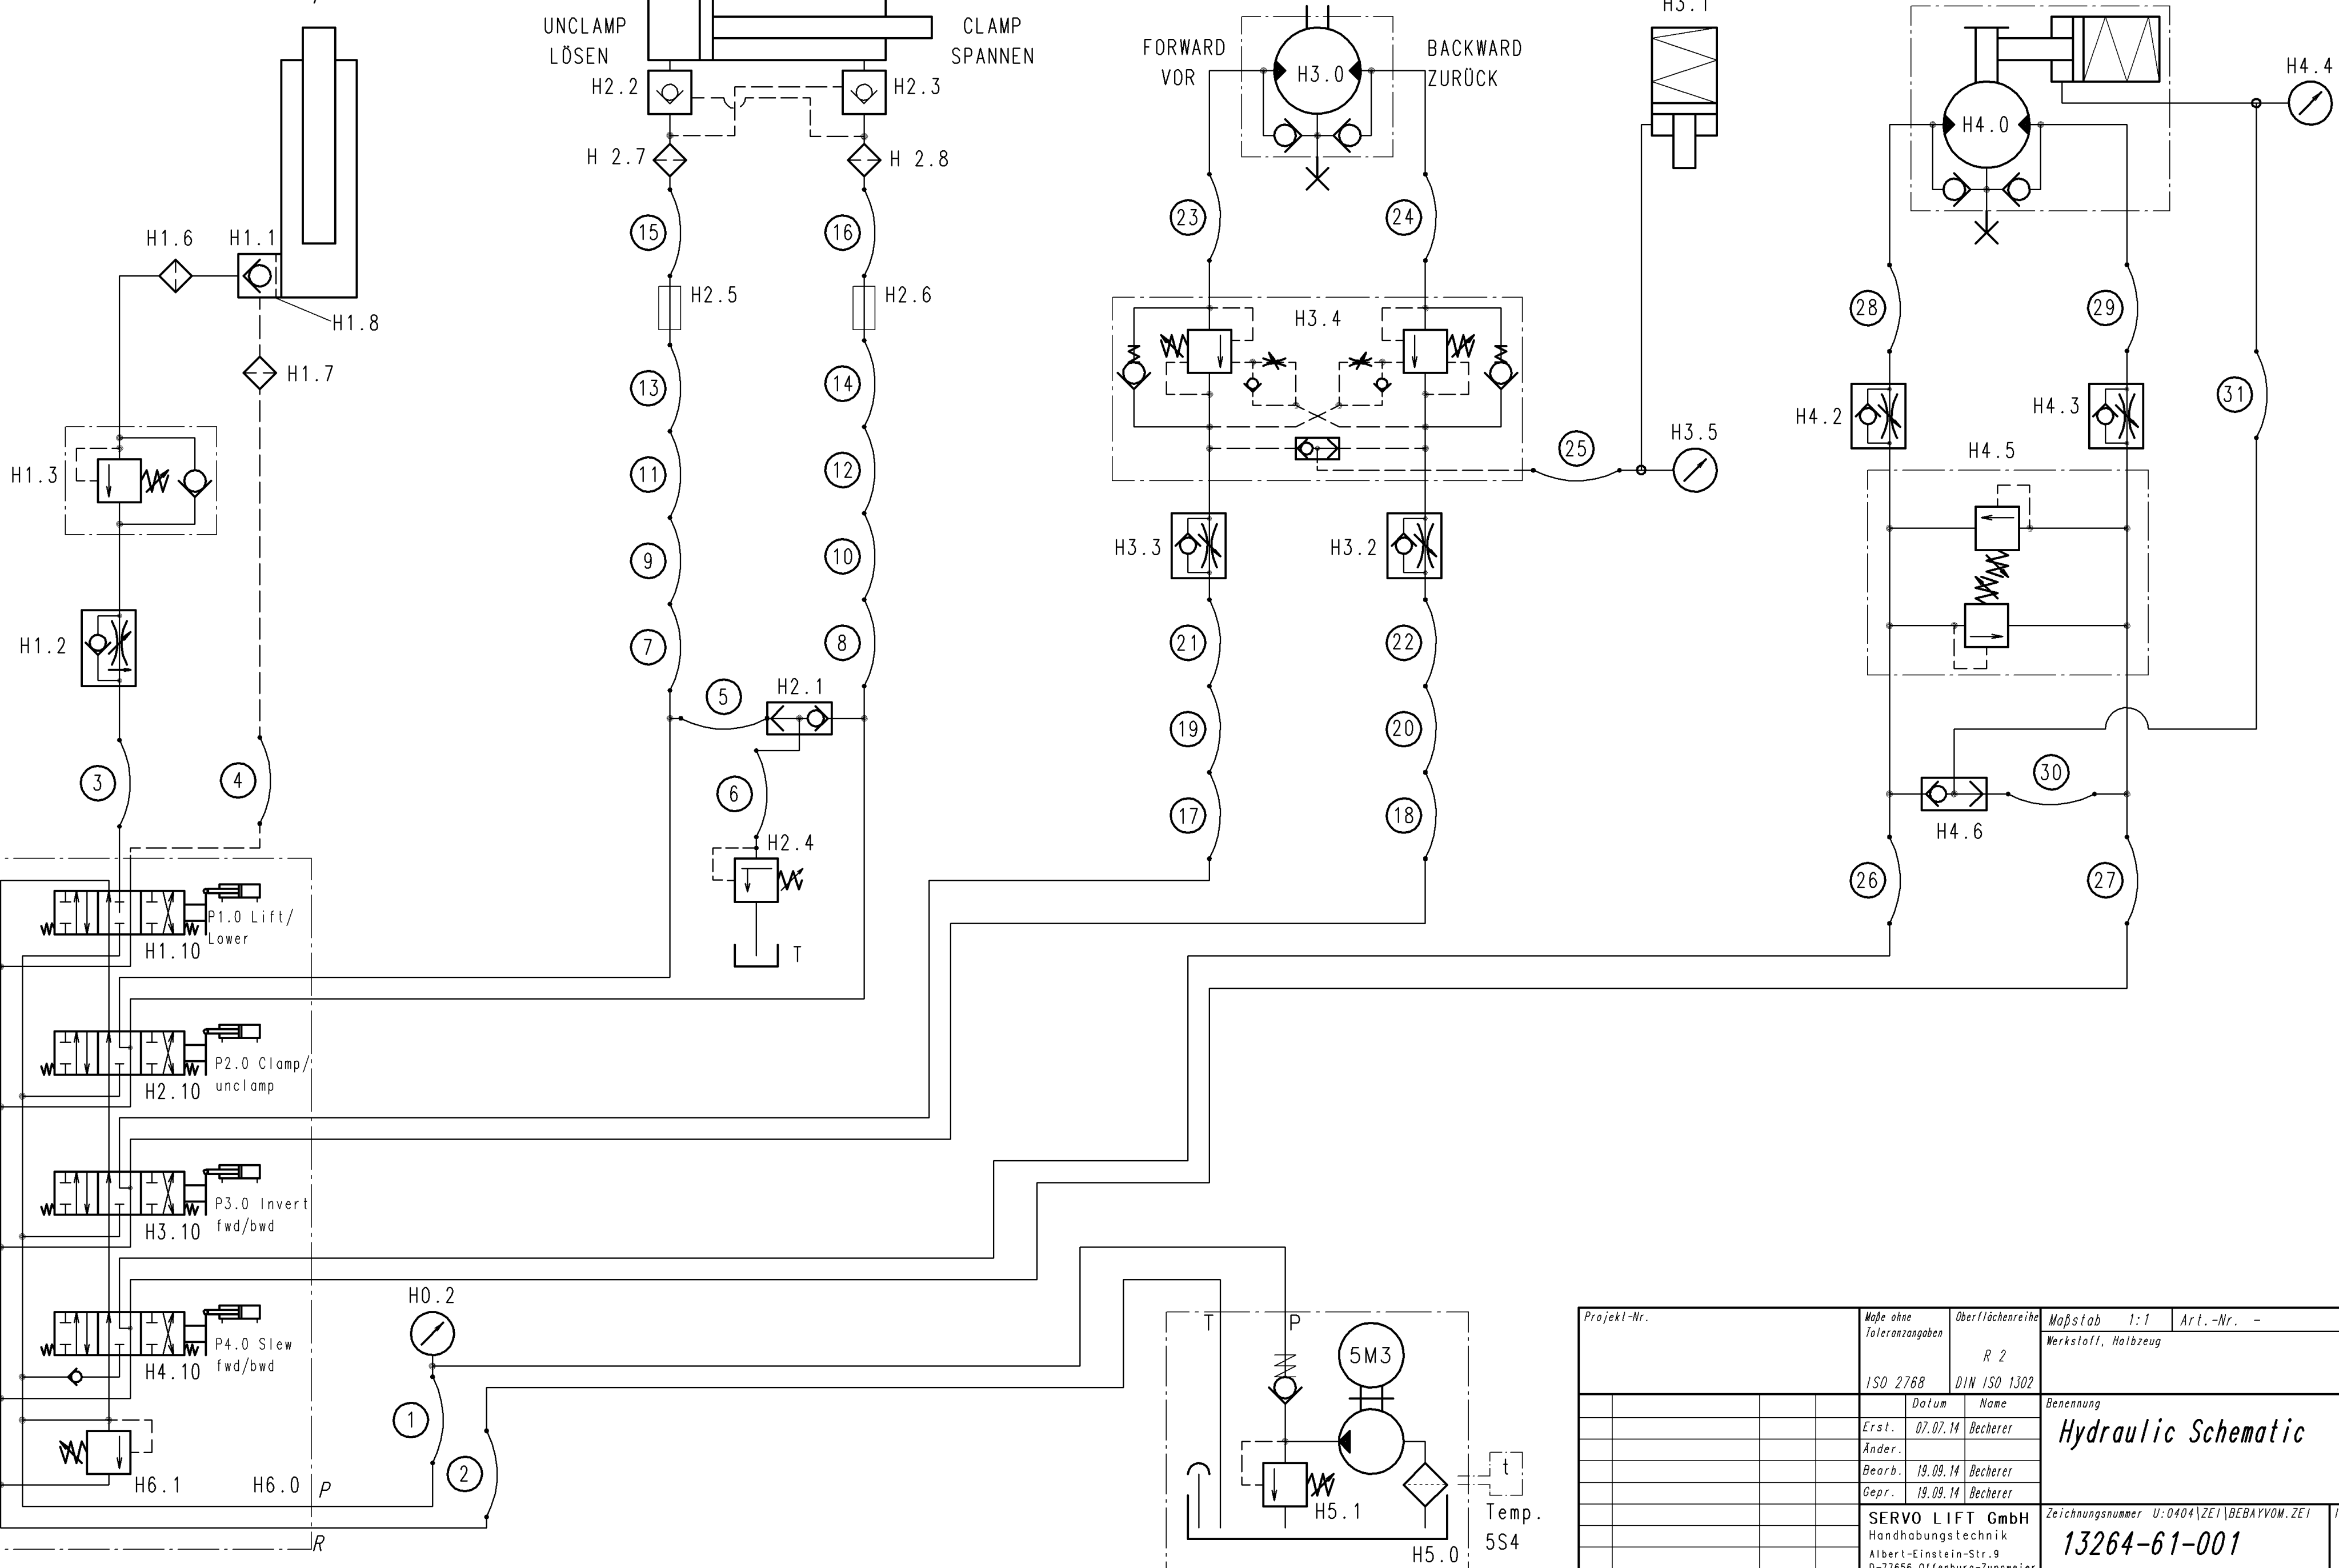 UNCLAMP
LÖSEN
CLAMP
SPANNEN
H2.2
H2.3
H 2.7
H 2.8
FORWARD
VOR
BACKWARD
ZURÜCK
H3.0
H3.1
H4.0
H4.4
H1.6
H1.1
H1.8
H1.7
15
16
23
24
H2.5
H2.6
28
29
H3.4
13
14
H4.2
H4.3
31
H1.3
11
12
25
H3.5
H4.5
9
10
H3.3
H3.2
H1.2
7
8
21
22
5
H2.1
19
20
3
4
6
17
18
30
H4.6
H2.4
T
26
27
P1.0 Lift/
Lower
H1.10
P2.0 Clamp/
unclamp
H2.10
P3.0 Invert
fwd/bwd
H3.10
P4.0 Slew
fwd/bwd
H4.10
H0.2
1
2
H6.1
H6.0
P
R
T
P
5M3
t
Temp.
5S4
H5.1
H5.0
Projekt-Nr.
Maße ohne
Toleranzangaben
ISO 2768
Oberflächenreihe
R 2
DIN ISO 1302
Maßstab 1:1
Art.-Nr. -
Werkstoff, Halbzeug
Datum
Name
Erst. 07.07.14 Becherer
Änder.
Bearb. 19.09.14 Becherer
Gepr. 19.09.14 Becherer
Benennung
Hydraulic Schematic
SERVO LIFT GmbH
Handhabungstechnik
Albert-Einstein-Str.9
Zeichnungsnummer U:0404\ZEI\BEBAYVOM.ZEI
13264-61-001